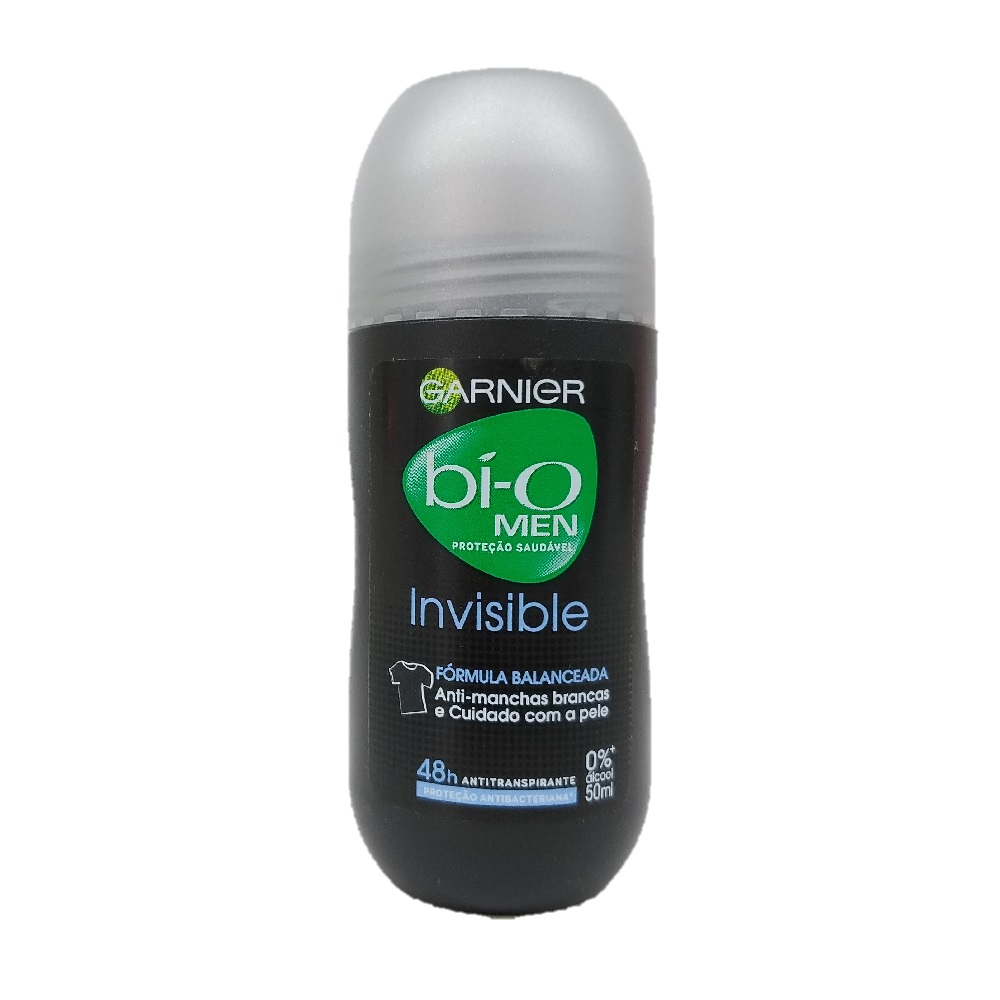 GARNIER
bí-o
MEN
PROTEÇÃO SAUDÁVEL
Invisible
FÓRMULA BALANCEADA
Anti-manchas brancas
e Cuidado com a pele
48h ANTITRANSPIRANTE
PROTEÇÃO ANTIBACTERIANA*
0%+
álcool
50ml